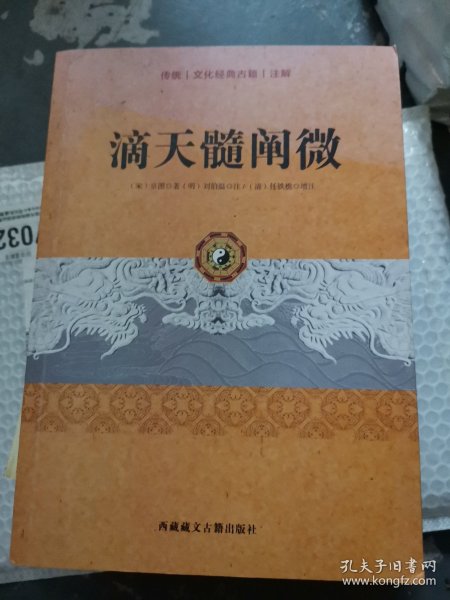 传统|文化经典古籍|注解
滴天髓阐微
（宋）京图◎著（明）刘伯温◎注/（清）任铁樵◎增注
西藏藏文古籍出版社
7032
孔夫子旧书网
www.kongfz.com